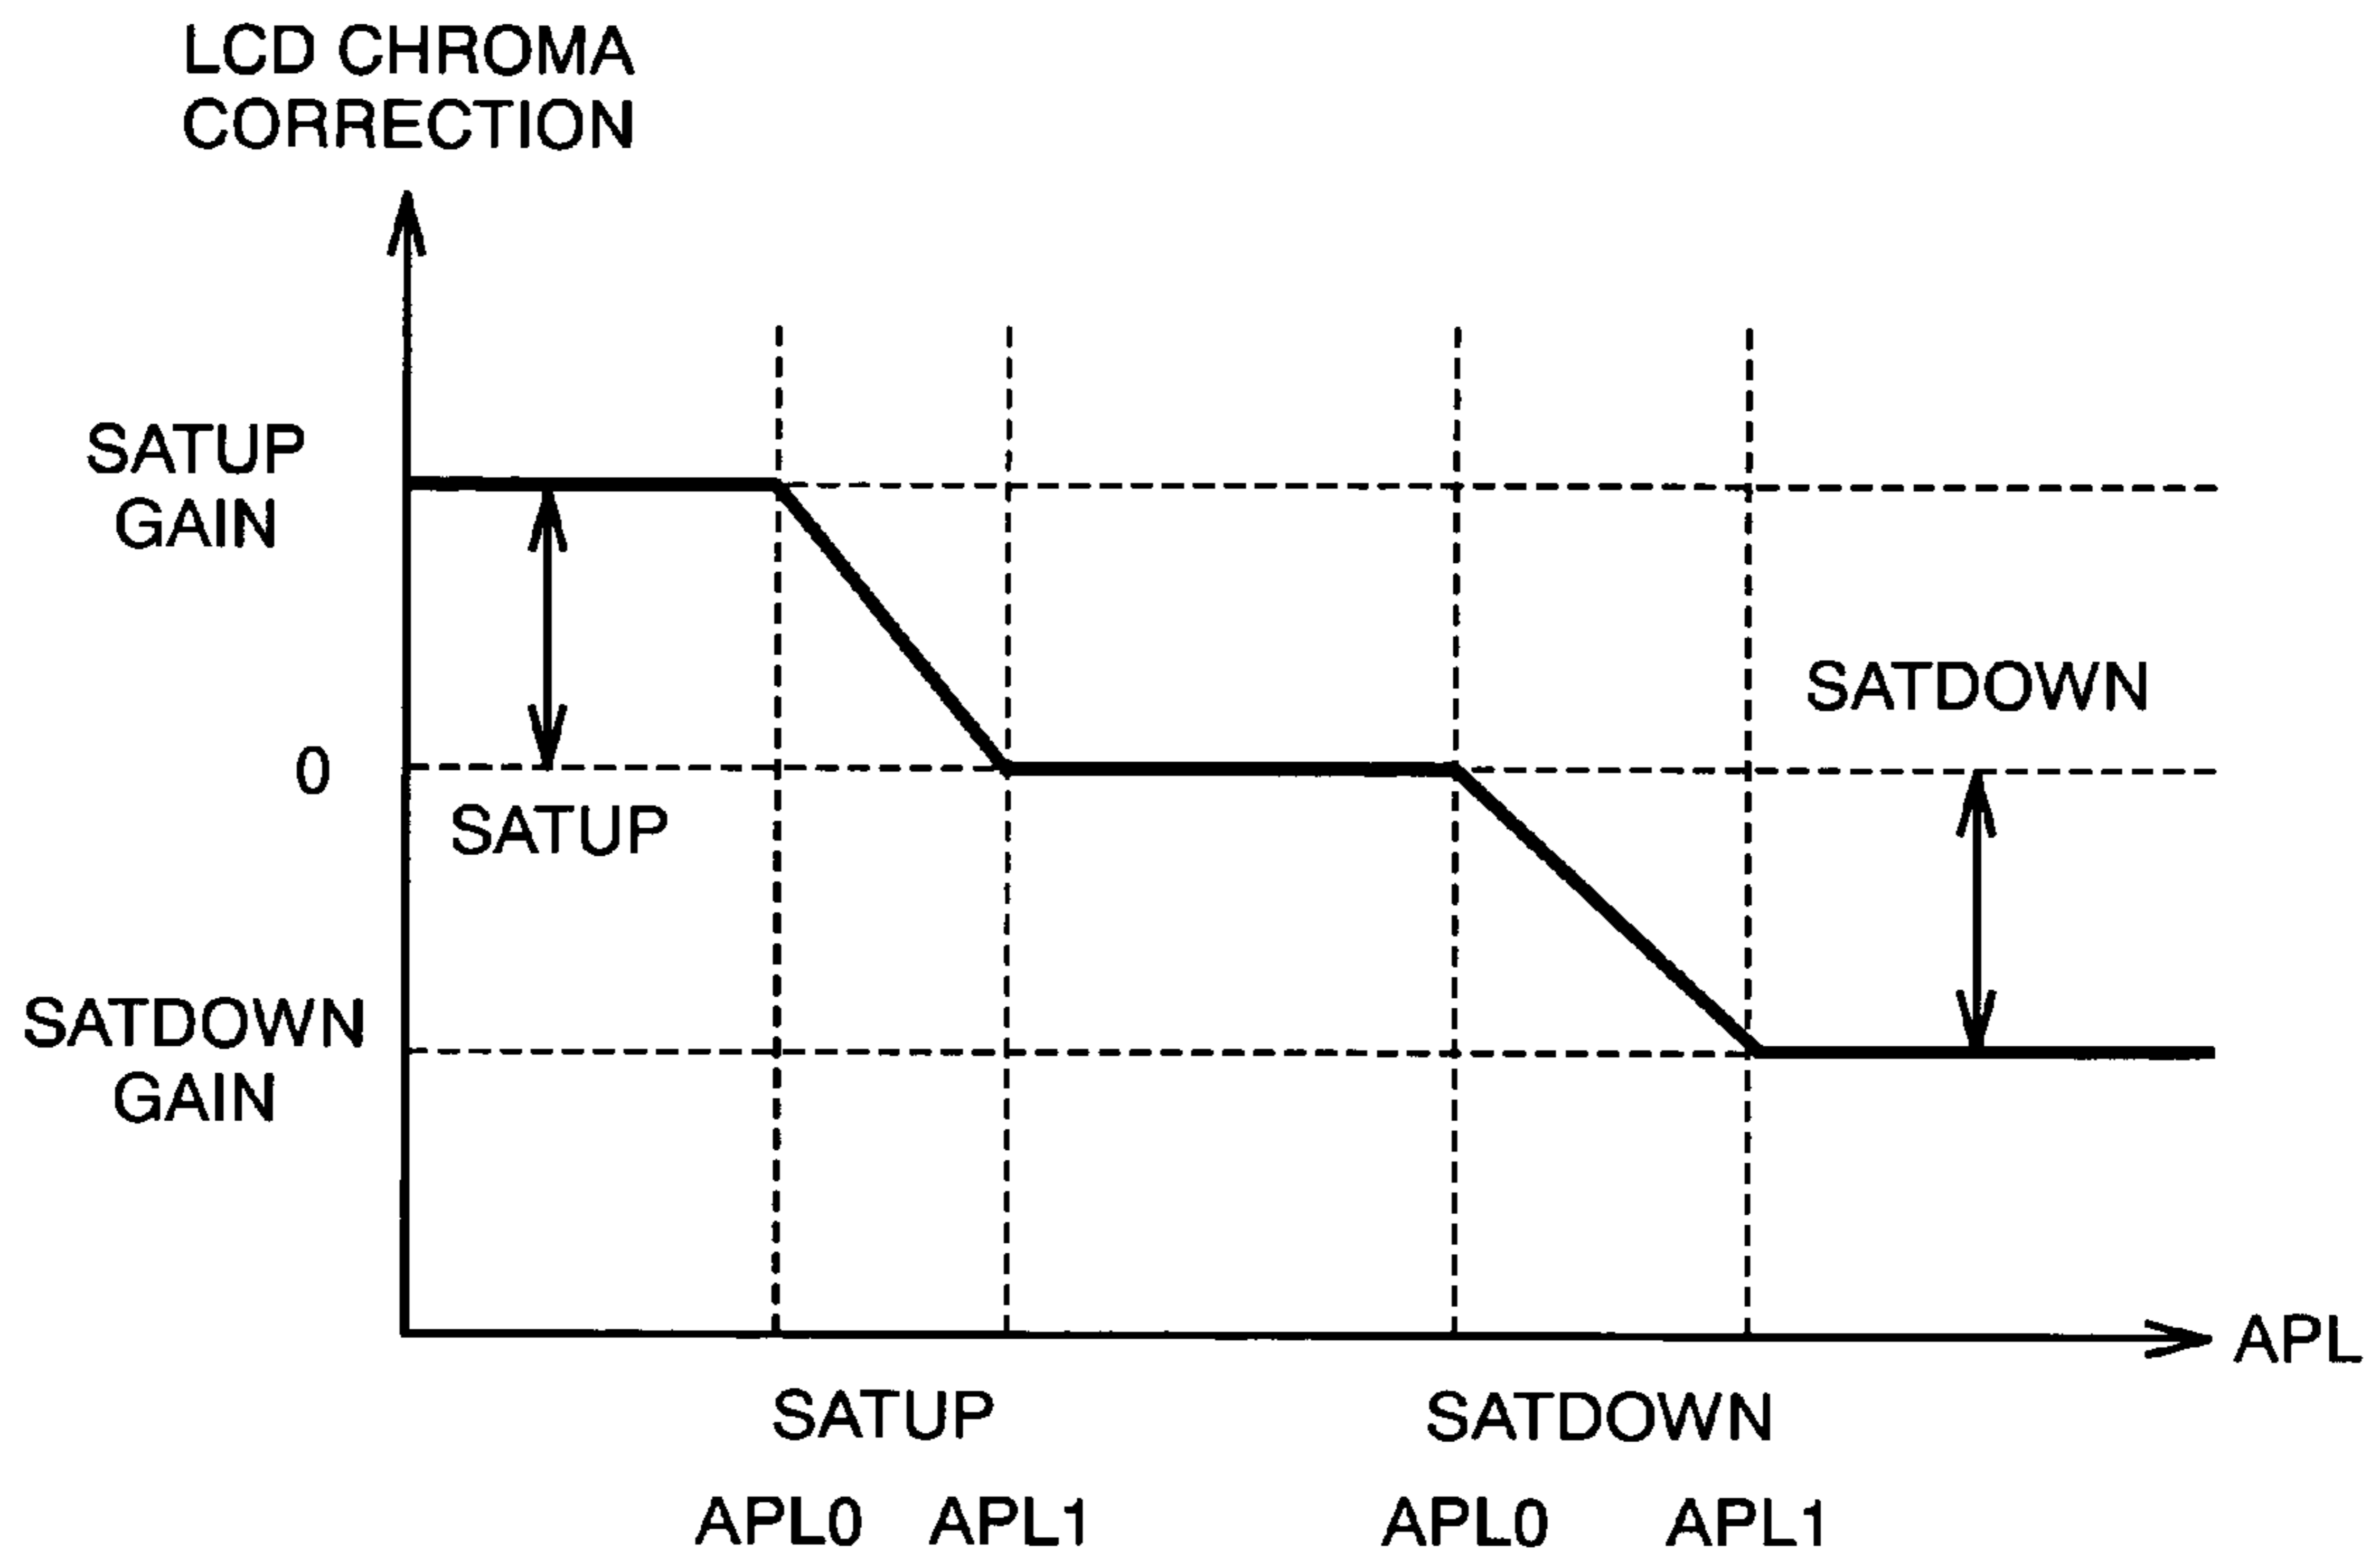 LCD CHROMA
CORRECTION
SATUP
GAIN
SATDOWN
0
SATUP
SATDOWN
GAIN
APL
SATUP
SATDOWN
APL0
APL1
APL0
APL1